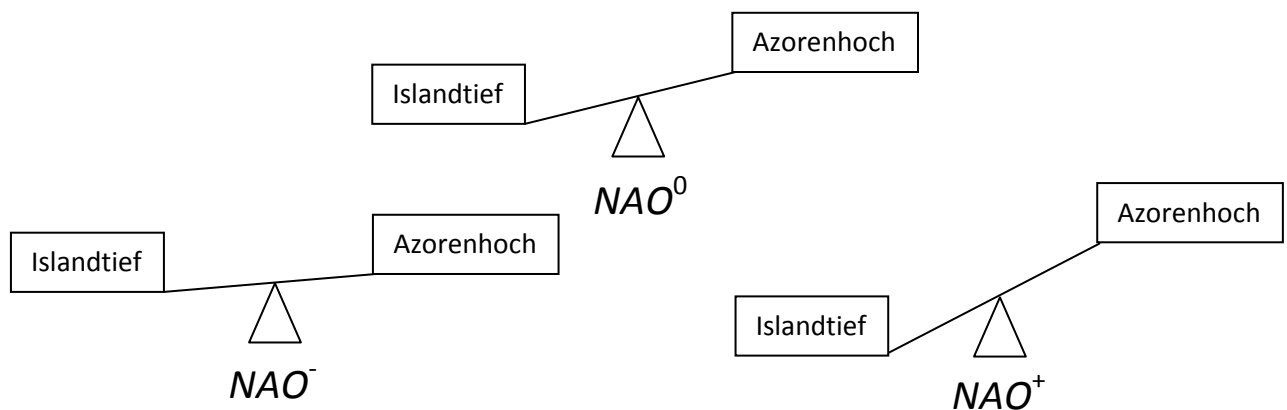 Azorenhoch
Islandtief
NAO⁰
Azorenhoch
Islandtief
NAO⁻
Azorenhoch
Islandtief
NAO⁺